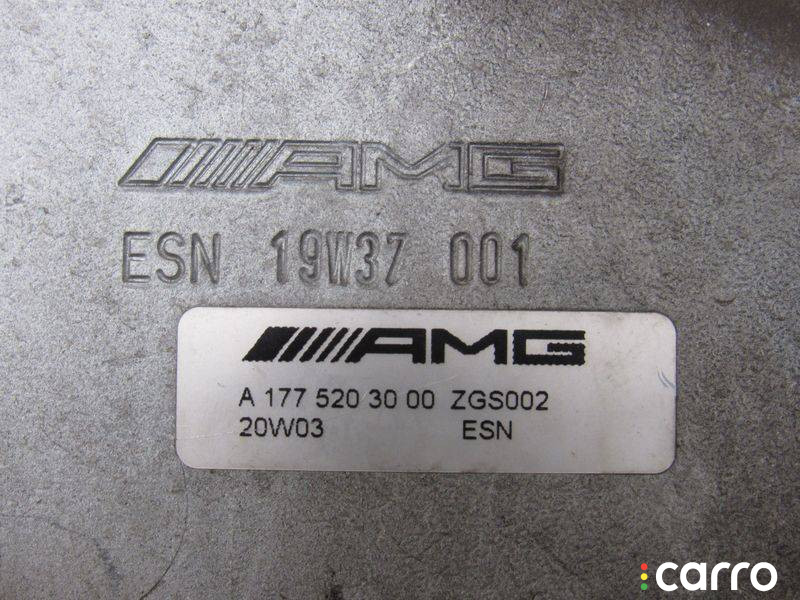 AMG
ESN 19W37 001
AMG
A 177 520 30 00 ZGS002
20W03 ESN
carro